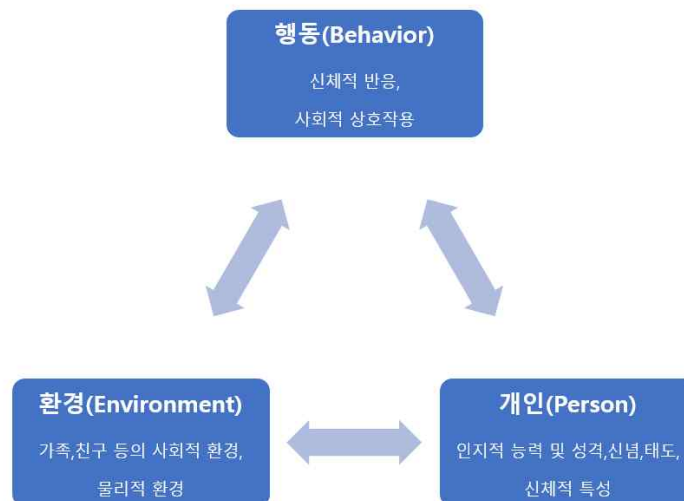 행동(Behavior)
신체적 반응,
사회적 상호작용
환경(Environment)
가족,친구 등의 사회적 환경,
물리적 환경
개인(Person)
인지적 능력 및 성격,신념,태도,
신체적 특성